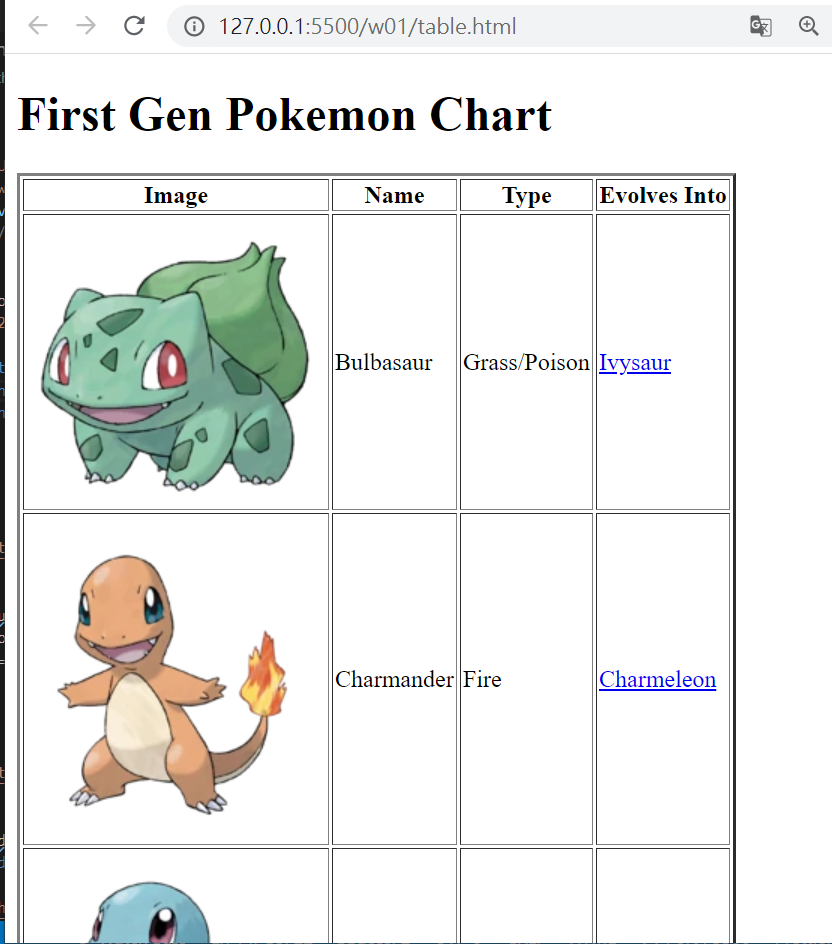 127.0.0.1:5500/w01/table.html
First Gen Pokemon Chart
Image Name Type Evolves Into
Bulbasaur Grass/Poison Ivysaur
Charmander Fire Charmeleon